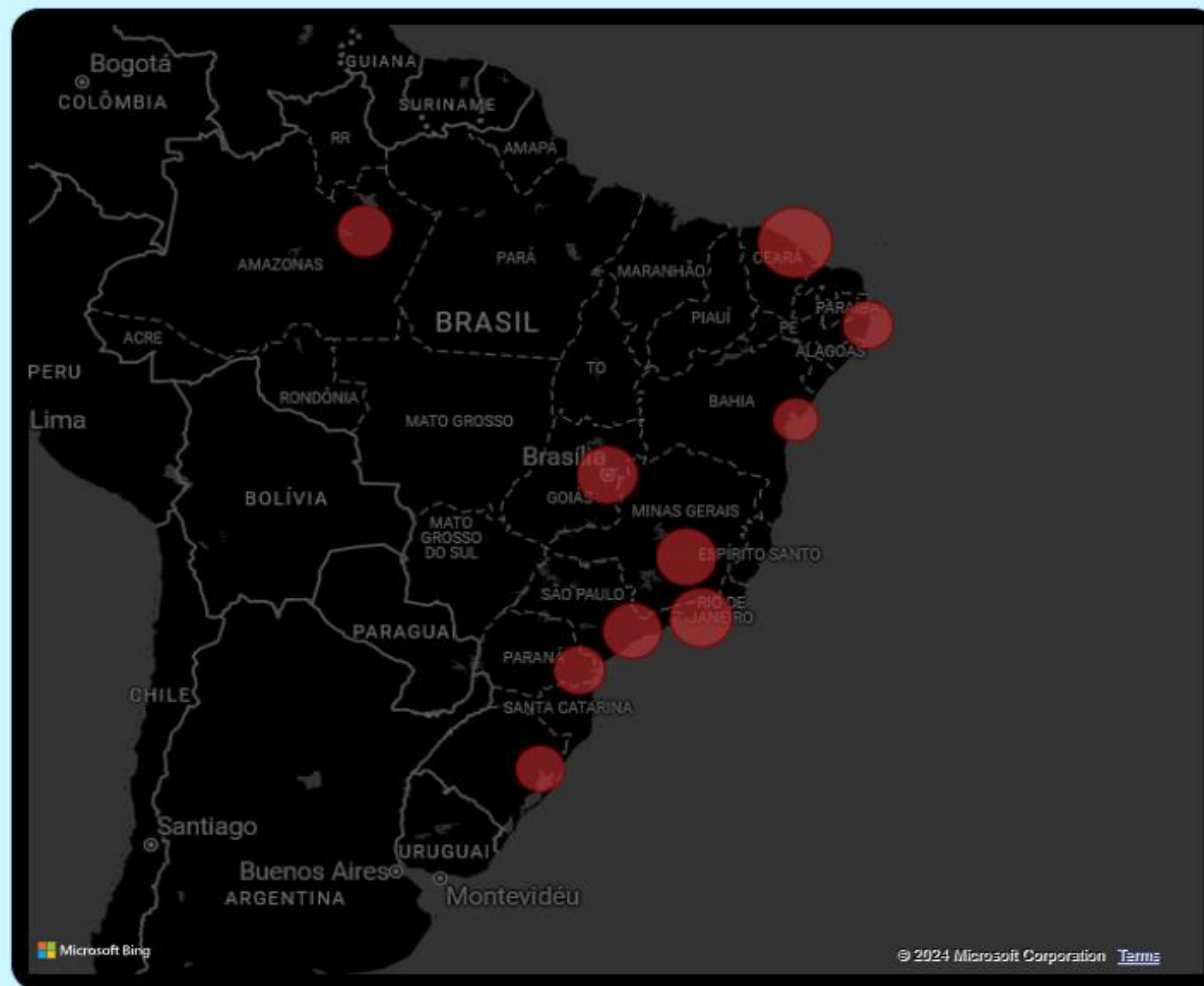 Bogotá
COLÔMBIA
GUIANA
SURINAME
RR
AMAPÁ
AMAZONAS
PARÁ
MARANHÃO
CEARÁ
BRASIL
PIAUÍ
PARAÍBA
PE
ACRE
ALAGOAS
PERU
TO
RONDÔNIA
BAHIA
Lima
MATO GROSSO
Brasília
BOLÍVIA
GOIÁS
MINAS GERAIS
MATO
GROSSO
DO SUL
ESPÍRITO SANTO
SÃO PAULO
RIO DE
JANEIRO
PARAGUAI
PARANÁ
CHILE
SANTA CATARINA
Santiago
URUGUAI
Buenos Aires
ARGENTINA
Montevidéu
Microsoft Bing
© 2024 Microsoft Corporation Terms